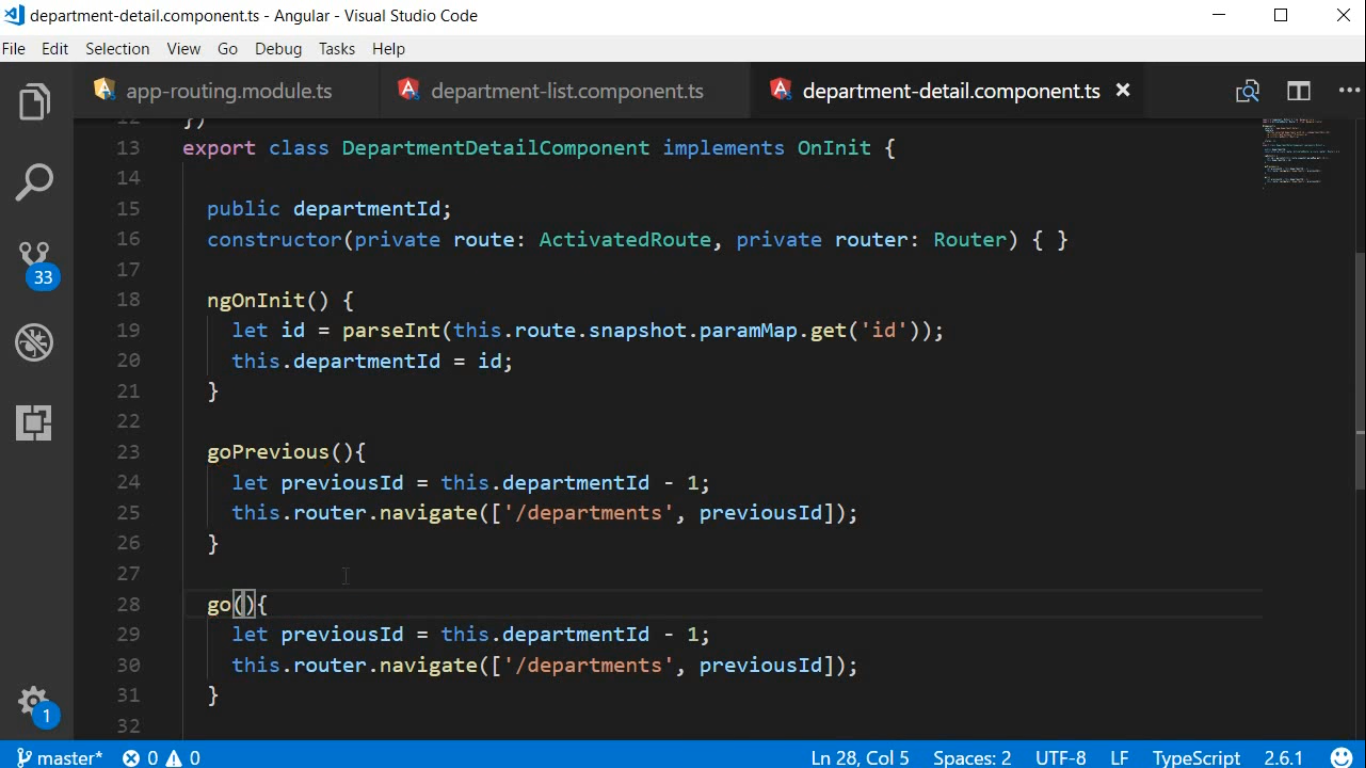 department-detail.component.ts - Angular - Visual Studio Code
File Edit Selection View Go Debug Tasks Help
app-routing.module.ts department-list.component.ts department-detail.component.ts
12 })
13 export class DepartmentDetailComponent implements OnInit {
14
15 public departmentId;
16 constructor(private route: ActivatedRoute, private router: Router) { }
17
18 ngOnInit() {
19 let id = parseInt(this.route.snapshot.paramMap.get('id'));
20 this.departmentId = id;
21 }
22
23 goPrevious(){
24 let previousId = this.departmentId - 1;
25 this.router.navigate(['/departments', previousId]);
26 }
27
28 go(){
29 let previousId = this.departmentId - 1;
30 this.router.navigate(['/departments', previousId]);
31 }
32
33
1
master* 0 0 Ln 28, Col 5 Spaces: 2 UTF-8 LF TypeScript 2.6.1